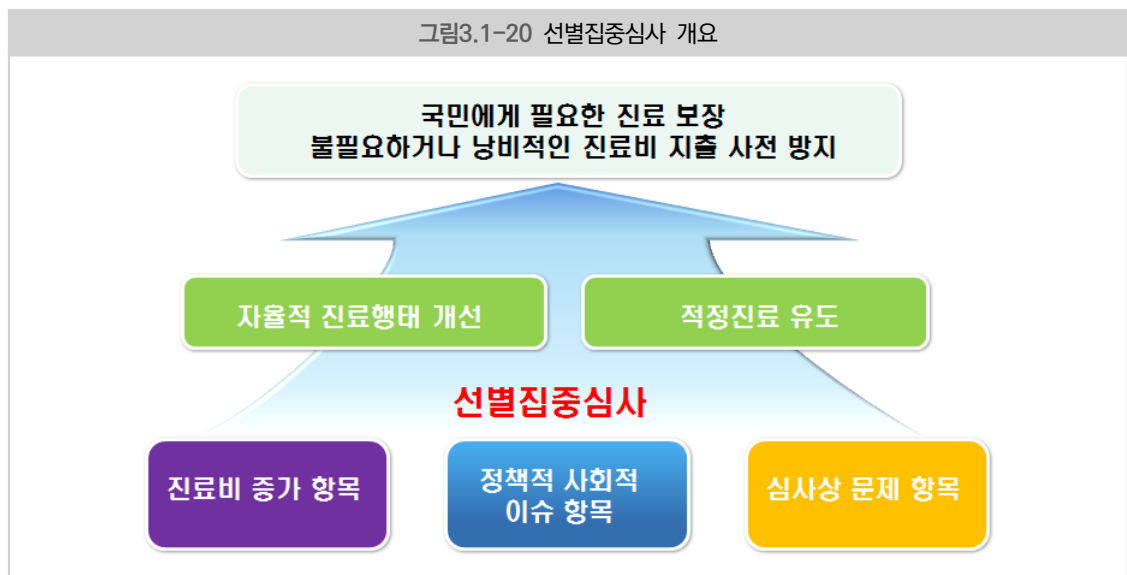 그림3.1-20 선별집중심사 개요
국민에게 필요한 진료 보장
불필요하거나 낭비적인 진료비 지출 사전 방지
자율적 진료행태 개선
적정진료 유도
선별집중심사
진료비 증가 항목
정책적 사회적
이슈 항목
심사상 문제 항목